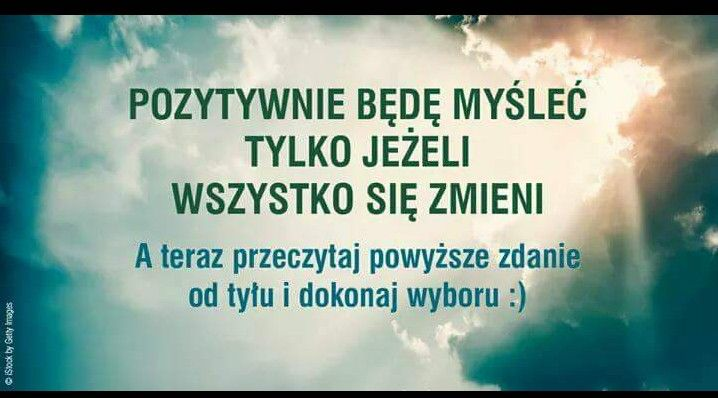 POZYTYWNIE BĘDĘ MYŚLEĆ
TYLKO JEŻELI
WSZYSTKO SIĘ ZMIENI
A teraz przeczytaj powyższe zdanie
od tyłu i dokonaj wyboru :)
© iStock by Getty Images